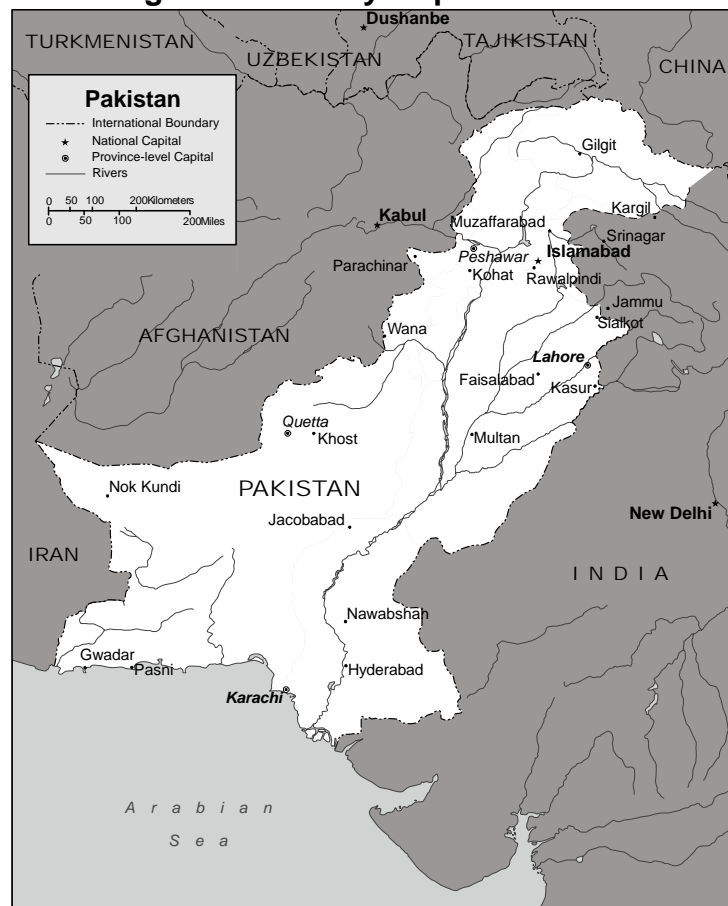 Dushanbe
TURKMENISTAN
UZBEKISTAN
TAJIKISTAN
CHINA
Pakistan
International Boundary
National Capital
Province-level Capital
Rivers
0 50 100 200Kilometers
0 50 100 200Miles
Gilgit
Kabul
Muzaffarabad
Kargil
Srinagar
Islamabad
Peshawar
Parachinar
Kohat
Rawalpindi
Jammu
Sialkot
AFGHANISTAN
Wana
Lahore
Faisalabad
Kasur
Quetta
Khost
Multan
Nok Kundi
PAKISTAN
New Delhi
Jacobabad
IRAN
INDIA
Nawabshah
Gwadar
Pasni
Hyderabad
Karachi
Arabian
Sea